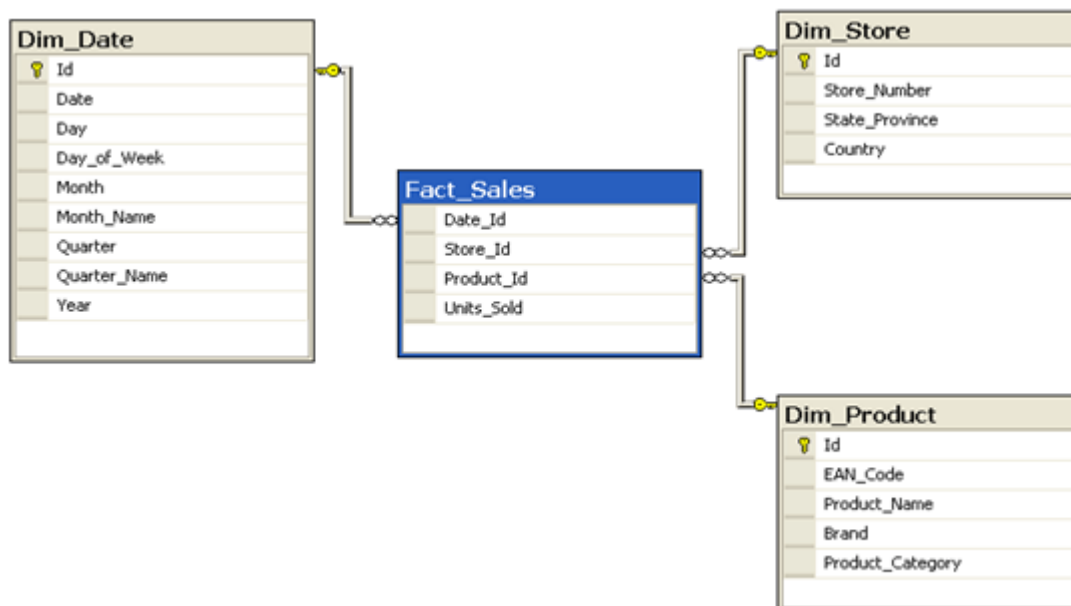 Dim_Date
Id
Date
Day
Day_of_Week
Month
Month_Name
Quarter
Quarter_Name
Year
Fact_Sales
Date_Id
Store_Id
Product_Id
Units_Sold
Dim_Store
Id
Store_Number
State_Province
Country
Dim_Product
Id
EAN_Code
Product_Name
Brand
Product_Category